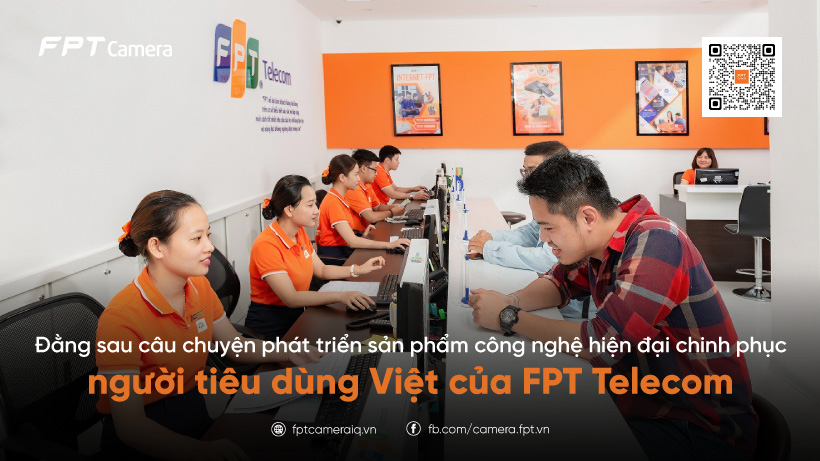 FPT Camera
FPT Telecom
INTERNET FPT
Đằng sau câu chuyện phát triển sản phẩm công nghệ hiện đại chinh phục
người tiêu dùng Việt của FPT Telecom
fptcameraiq.vn
fb.com/camera.fpt.vn